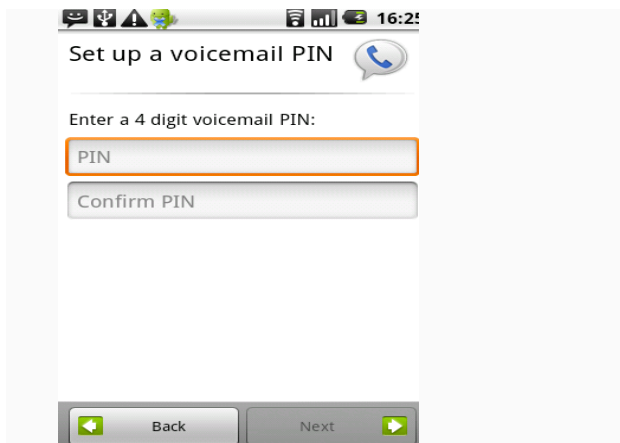 16:25
Set up a voicemail PIN
Enter a 4 digit voicemail PIN:
PIN
Confirm PIN
Back Next